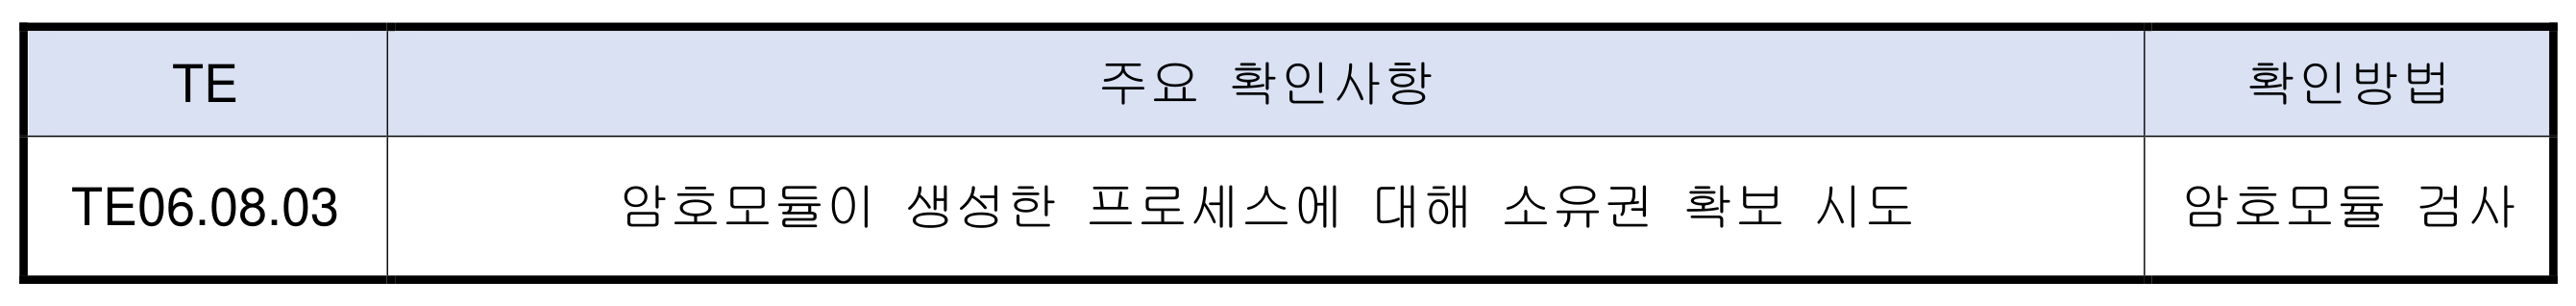 TE 주요 확인사항 확인방법
TE06.08.03 암호모듈이 생성한 프로세스에 대해 소유권 확보 시도 암호모듈 검사